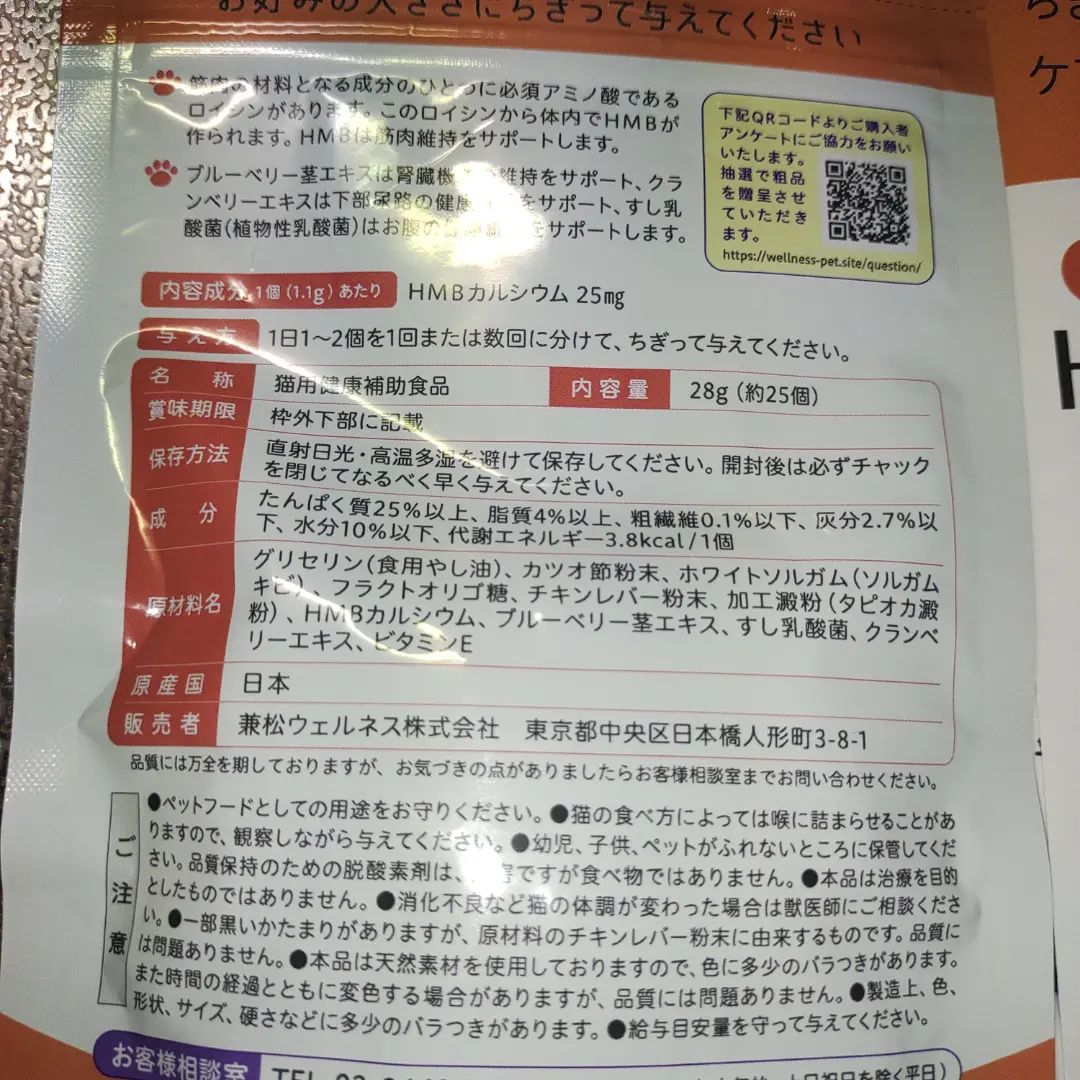 お好みの大きさにちぎって与えてください
筋肉の材料となる成分のひとつに必須アミノ酸である
ロイシンがあります。このロイシンから体内でHMBが
作られます。HMBは筋肉維持をサポートします。
ブルーベリー茎エキスは腎臓機 維持をサポート、クラ
ンベリーエキスは下部尿路の健康 をサポート、すし乳
酸菌(植物性乳酸菌)はお腹の健康 をサポートします。
下記QRコードよりご購入者
アンケートにご協力をお願い
いたします。
抽選で粗品
を贈呈させ
ていただき
ます。
https://wellness-pet.site/question/
内容成分 1個(1.1g)あたり HMBカルシウム 25mg
与え方 1日1〜2個を1回または数回に分けて、ちぎって与えてください。
名称 猫用健康補助食品 内容量 28g(約25個)
賞味期限 枠外下部に記載
保存方法 直射日光・高温多湿を避けて保存してください。開封後は必ずチャック
を閉じてなるべく早く与えてください。
成分 たんぱく質25%以上、脂質4%以上、粗繊維0.1%以下、灰分2.7%以
下、水分10%以下、代謝エネルギー3.8kcal/1個
原材料名 グリセリン(食用やし油)、カツオ節粉末、ホワイトソルガム(ソルガム
キビ)、フラクトオリゴ糖、チキンレバー粉末、加工澱粉(タピオカ澱
粉)、HMBカルシウム、ブルーベリー茎エキス、すし乳酸菌、クランベ
リーエキス、ビタミンE
原産国 日本
販売者 兼松ウェルネス株式会社 東京都中央区日本橋人形町3-8-1
品質には万全を期しておりますが、お気づきの点がありましたらお客様相談室までお問い合わせください。
ご注意
●ペットフードとしての用途をお守りください。●猫の食べ方によっては喉に詰まらせることがあ
りますので、観察しながら与えてください。●幼児、子供、ペットがふれないところに保管してくだ
さい。品質保持のための脱酸素剤は、 害ですが食べ物ではありません。●本品は治療を目的
としたものではありません。●消化不良など猫の体調が変わった場合は獣医師にご相談くださ
い。●一部黒いかたまりがありますが、原材料のチキンレバー粉末に由来するものです。品質に
は問題ありません。●本品は天然素材を使用しておりますので、色に多少のバラつきがあります。
また時間の経過とともに変色する場合がありますが、品質には問題ありません。●製造上、色、
形状、サイズ、硬さなどに多少のバラつきがあります。●給与目安量を守って与えてください。
お客様相談室 TEL